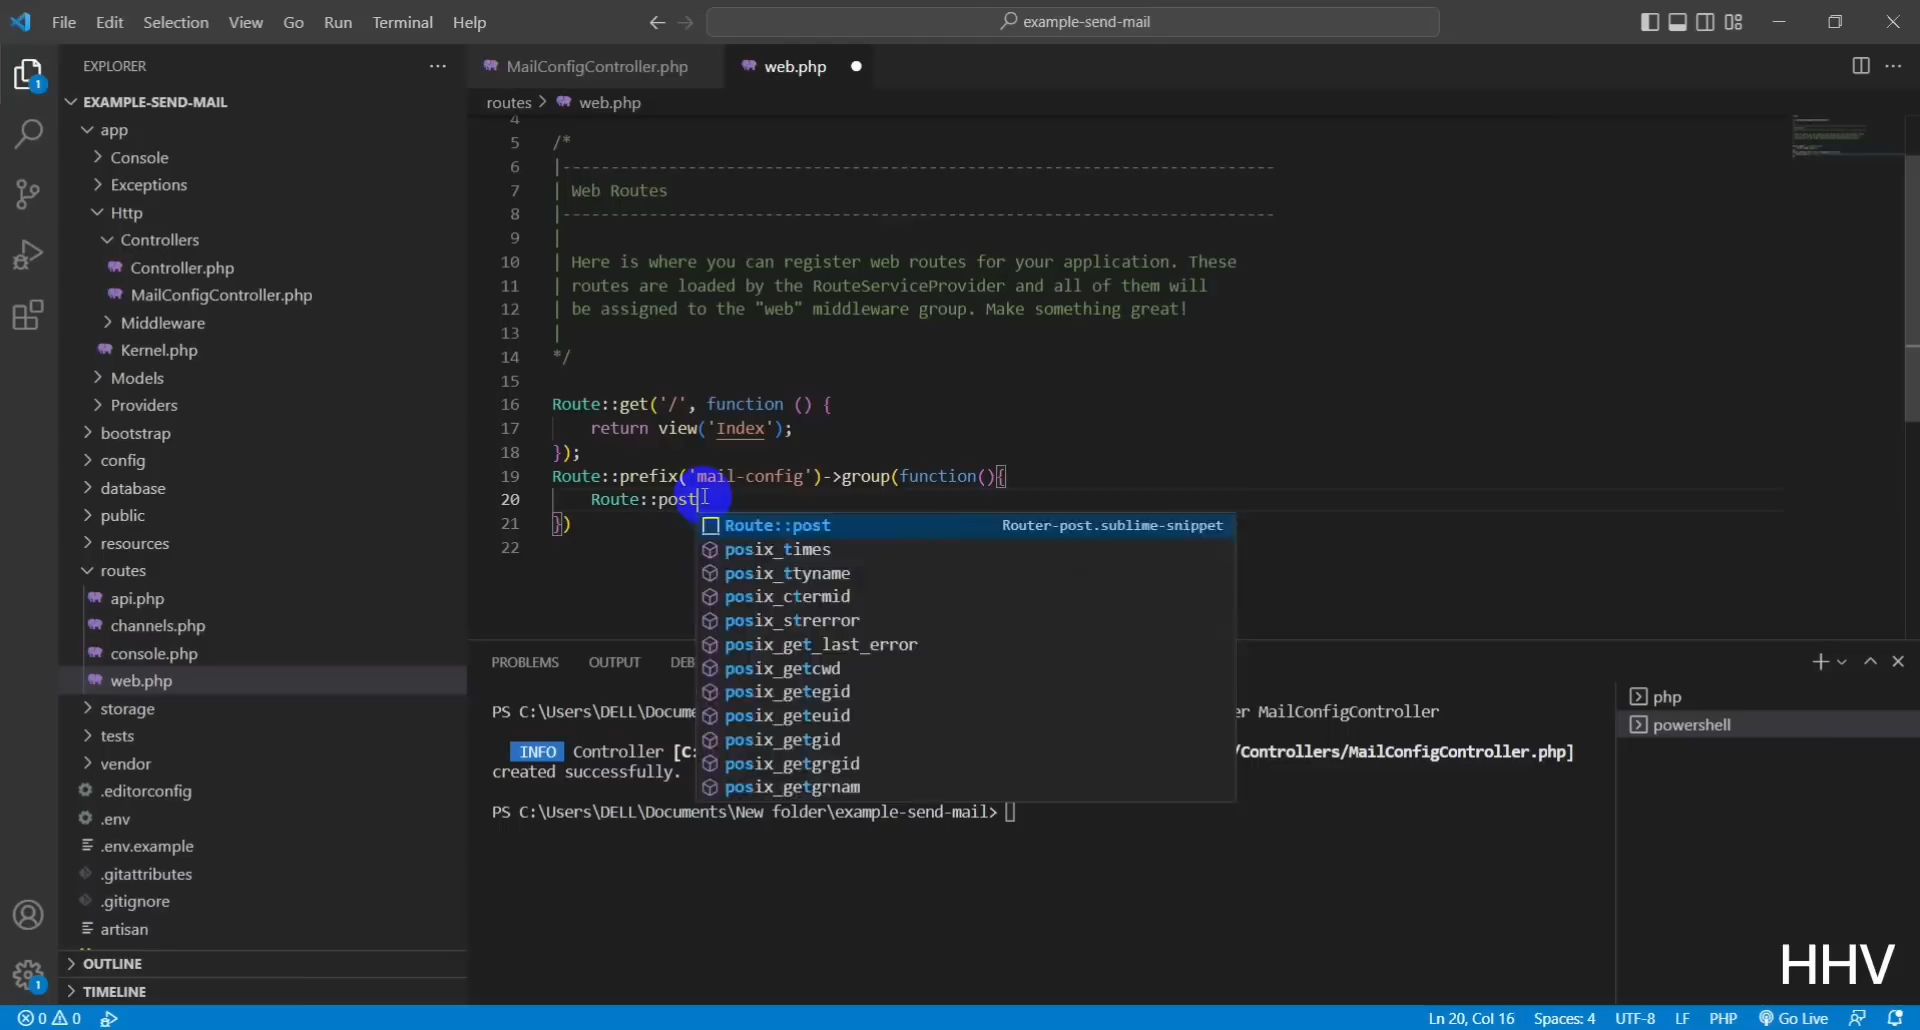 File Edit Selection View Go Run Terminal Help
example-send-mail
EXPLORER
MailConfigController.php
web.php
routes > web.php
EXAMPLE-SEND-MAIL
app
Console
Exceptions
Http
Controllers
Controller.php
MailConfigController.php
Middleware
Kernel.php
Models
Providers
bootstrap
config
database
public
resources
routes
api.php
channels.php
console.php
web.php
storage
tests
vendor
.editorconfig
.env
.env.example
.gitattributes
.gitignore
artisan
OUTLINE
TIMELINE
4
5 /*
6 |--------------------------------------------------------------------------
7 | Web Routes
8 |--------------------------------------------------------------------------
9 |
10 | Here is where you can register web routes for your application. These
11 | routes are loaded by the RouteServiceProvider and all of them will
12 | be assigned to the "web" middleware group. Make something great!
13 |
14 */
15
16 Route::get('/', function () {
17 return view('Index');
18 });
19 Route::prefix('mail-config')->group(function(){
20 Route::post
21 })
22
Route::post Router-post.sublime-snippet
posix_times
posix_ttyname
posix_ctermid
posix_strerror
posix_get_last_error
posix_getcwd
posix_getegid
posix_geteuid
posix_getgid
posix_getgrgid
posix_getgrnam
PROBLEMS OUTPUT DEB
PS C:\Users\DELL\Docume er MailConfigController
INFO Controller [C: /Controllers/MailConfigController.php]
created successfully.
PS C:\Users\DELL\Documents\New folder\example-send-mail>
php
powershell
HHV
1
1
0 0
Ln 20, Col 16 Spaces: 4 UTF-8 LF PHP Go Live